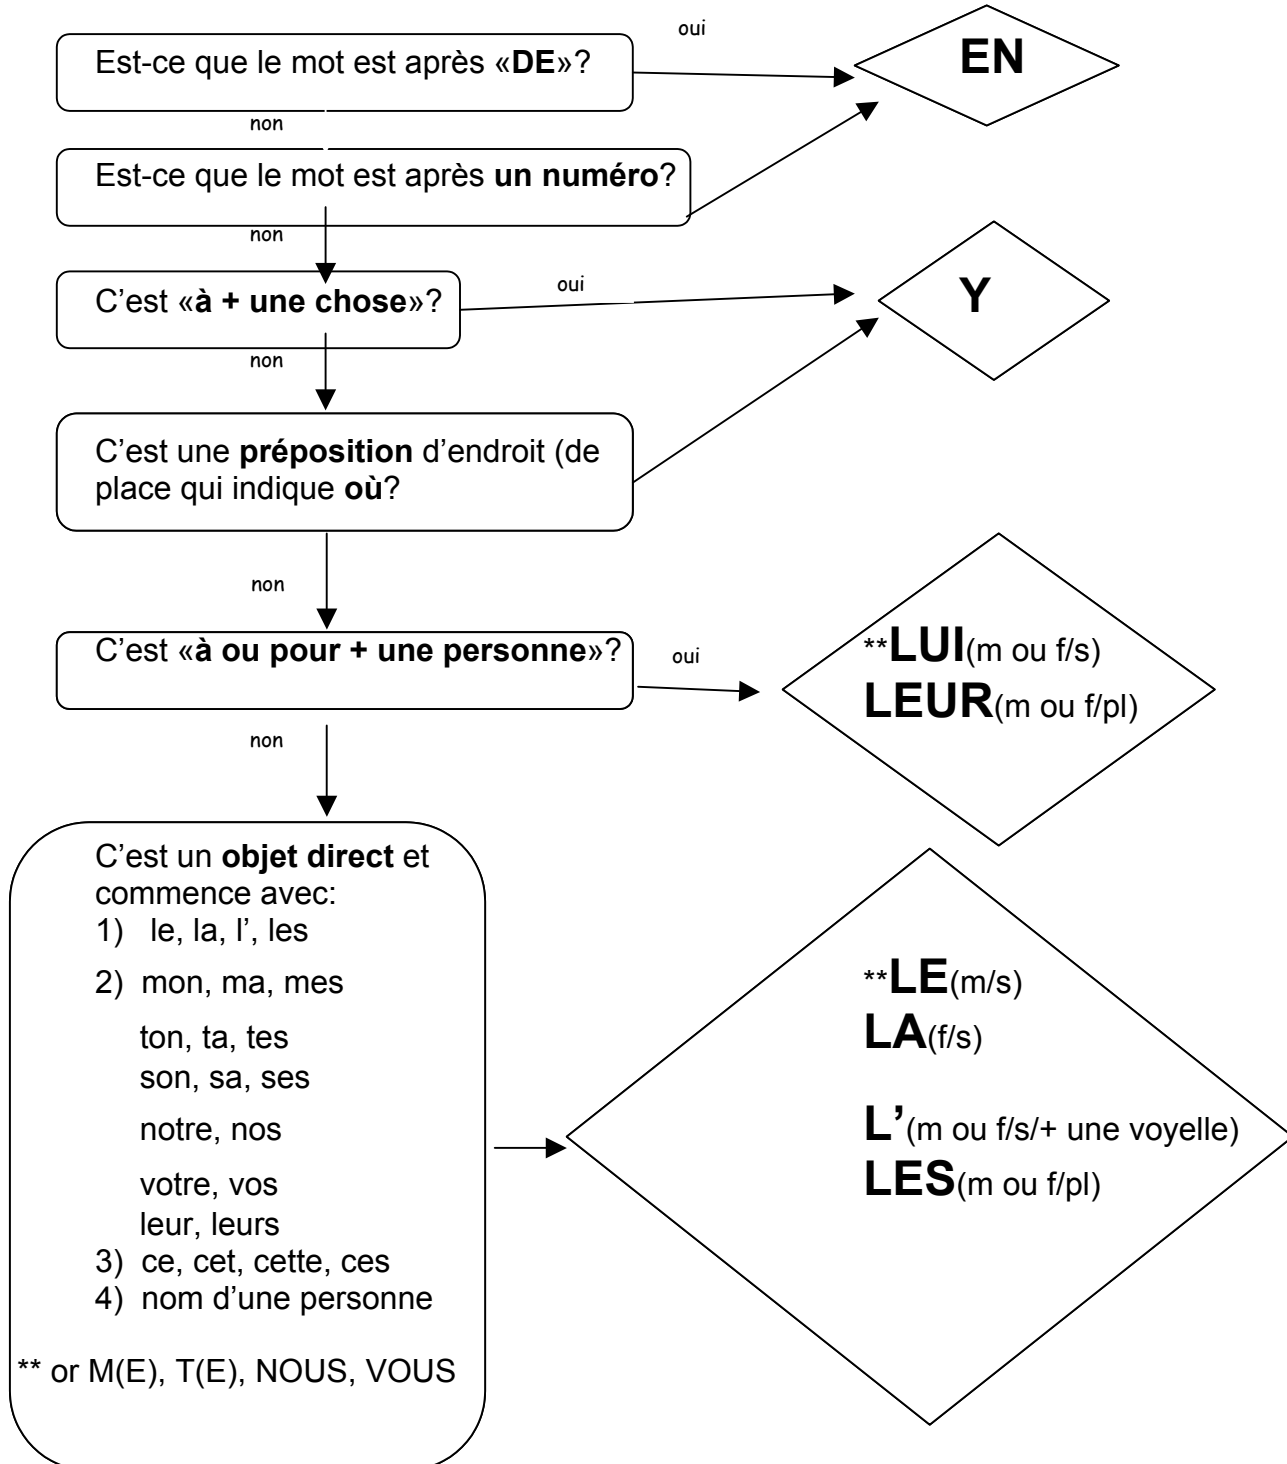 oui
Est-ce que le mot est après «DE»?
EN
non
Est-ce que le mot est après un numéro?
non
C’est «à + une chose»?
oui
Y
non
C’est une préposition d’endroit (de
place qui indique où?
non
C’est «à ou pour + une personne»?
oui
**LUI(m ou f/s)
LEUR(m ou f/pl)
non
C’est un objet direct et
commence avec:
1) le, la, l’, les
2) mon, ma, mes
ton, ta, tes
son, sa, ses
notre, nos
votre, vos
leur, leurs
3) ce, cet, cette, ces
4) nom d’une personne
** or M(E), T(E), NOUS, VOUS
**LE(m/s)
LA(f/s)
L’(m ou f/s/+ une voyelle)
LES(m ou f/pl)